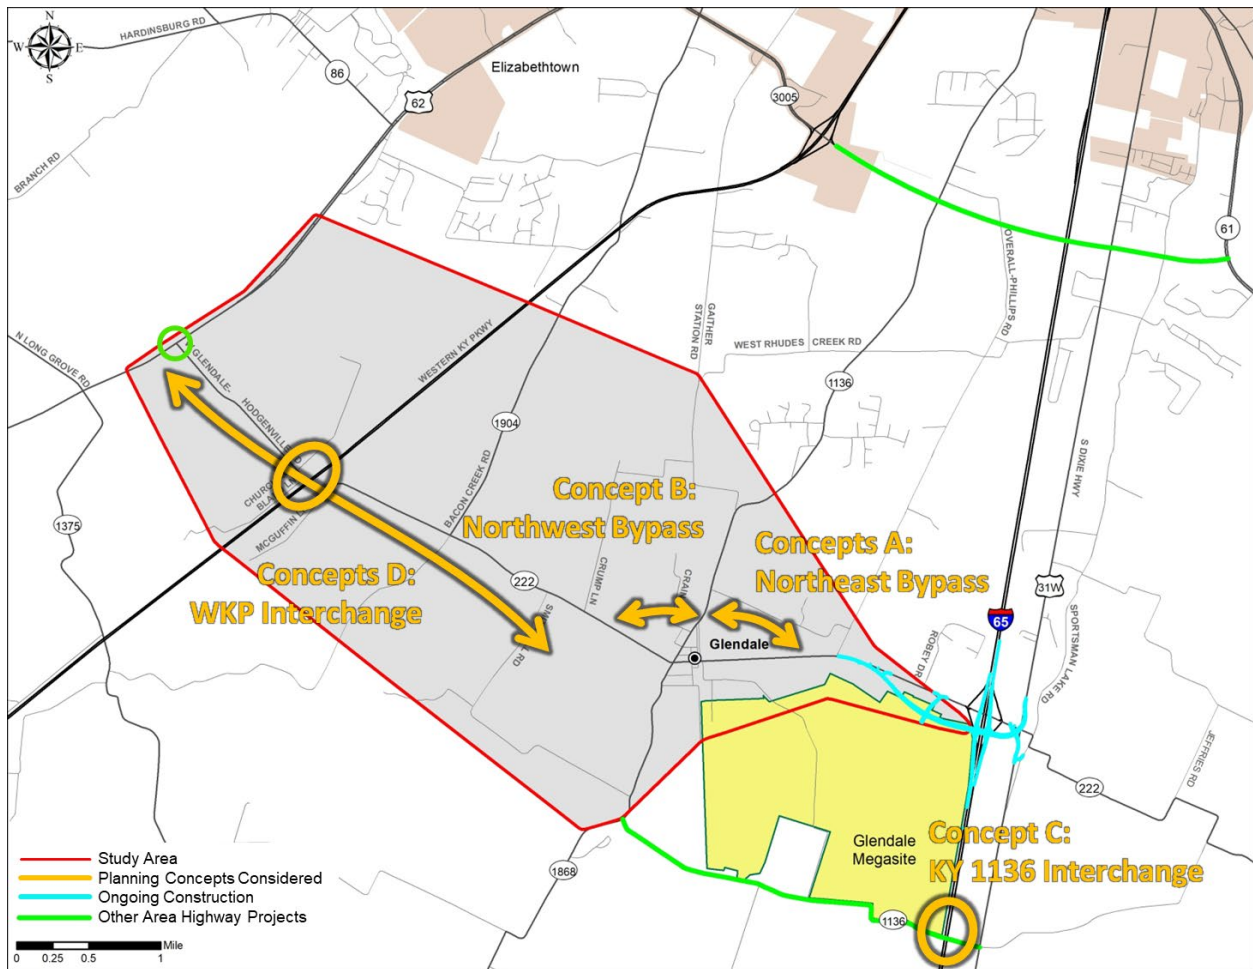 N
W
E
S
HARDINSBURG RD
86
Elizabethtown
62
3005
BRANCH RD
61
OVERALL-PHILLIPS RD
GAITHER
STATION RD
N LONG GROVE RD
N GLENDALE-
HODGENVILLE RD
WESTERN KY PKWY
WEST RHUDES CREEK RD
1136
1904
S DIXIE HWY
BACON CREEK RD
1375
MCGUFFIN
Concept B:
Northwest Bypass
Concepts A:
Northeast Bypass
Concepts D:
WKP Interchange
222
CRUMP LN
31W
65
SPORTSMAN LAKE RD
ROBEY DR
Glendale
JEFFRIES RD
222
Glendale
Megasite
Concept C:
KY 1136 Interchange
1868
1136
Study Area
Planning Concepts Considered
Ongoing Construction
Other Area Highway Projects
0 0.25 0.5 1
Mile